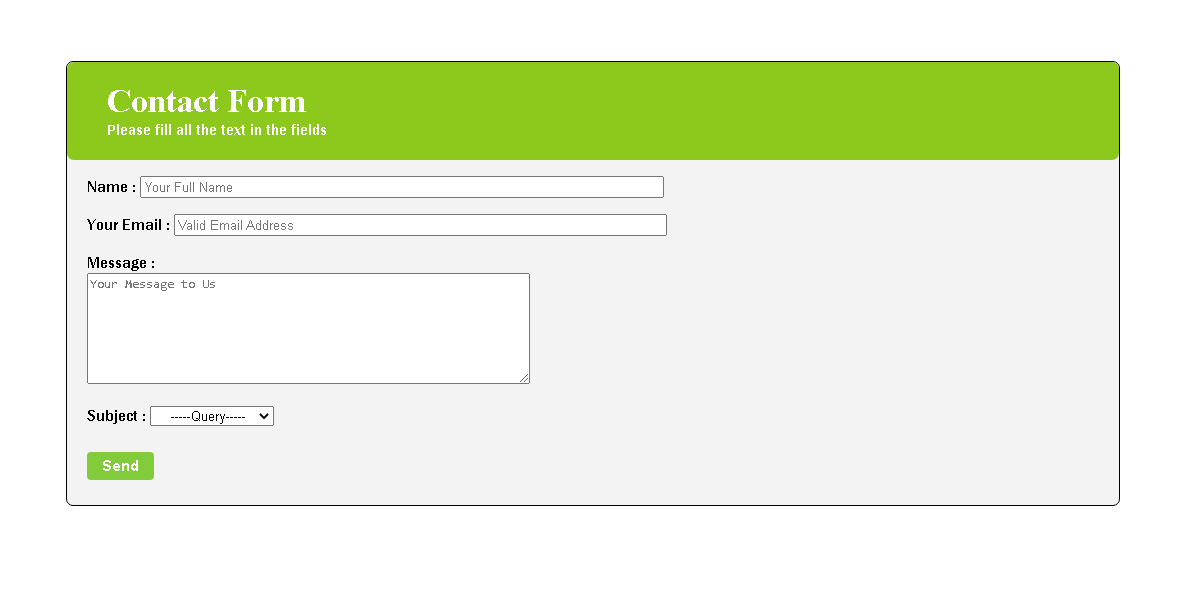 Contact Form
Please fill all the text in the fields
Name : Your Full Name
Your Email : Valid Email Address
Message :
Your Message to Us
Subject : -----Query-----
Send